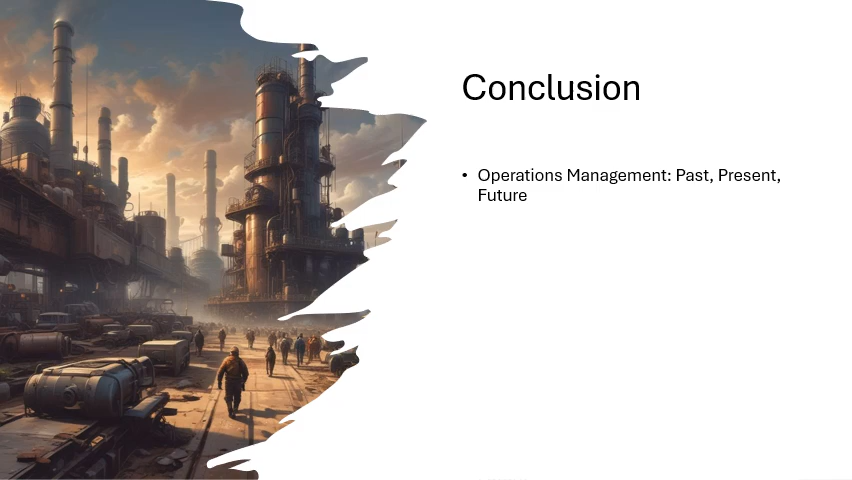 Conclusion
• Operations Management: Past, Present,
Future